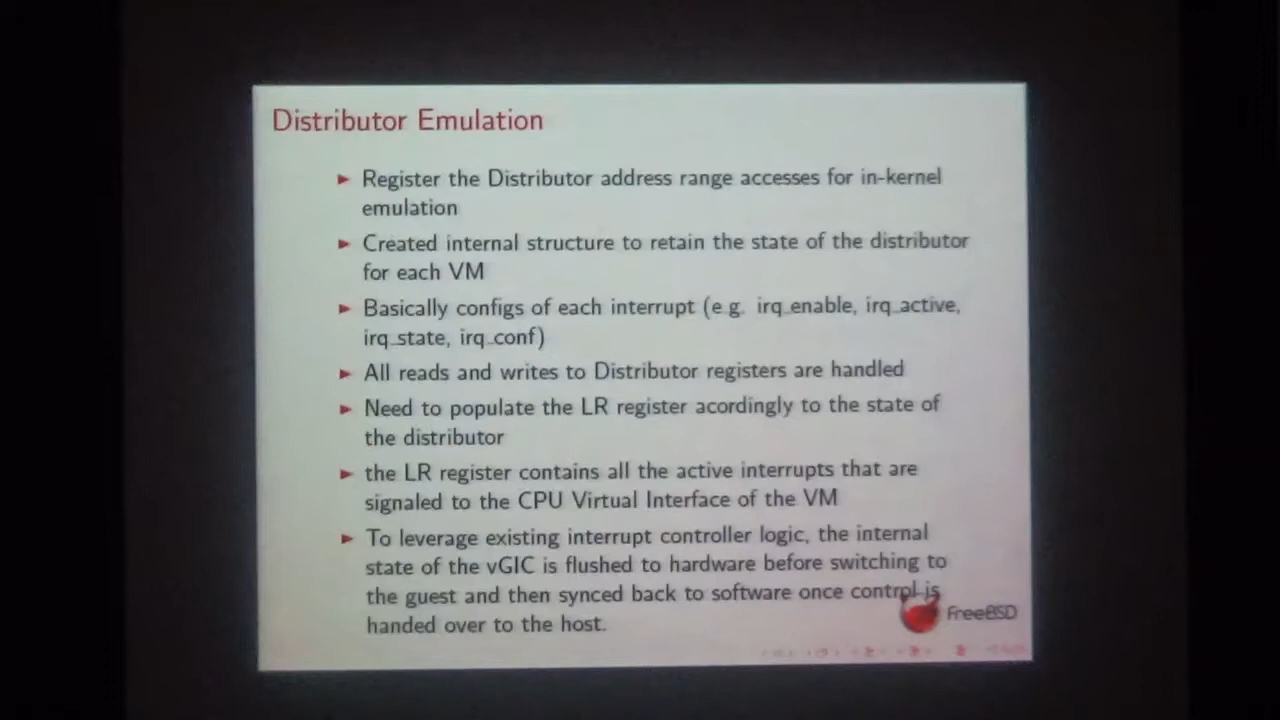 Distributor Emulation
► Register the Distributor address range accesses for in-kernel
emulation
► Created internal structure to retain the state of the distributor
for each VM
► Basically configs of each interrupt (e.g. irq_enable, irq_active,
irq_state, irq_conf)
► All reads and writes to Distributor registers are handled
► Need to populate the LR register acordingly to the state of
the distributor
► the LR register contains all the active interrupts that are
signaled to the CPU Virtual Interface of the VM
► To leverage existing interrupt controller logic, the internal
state of the vGIC is flushed to hardware before switching to
the guest and then synced back to software once control is
handed over to the host.
FreeBSD